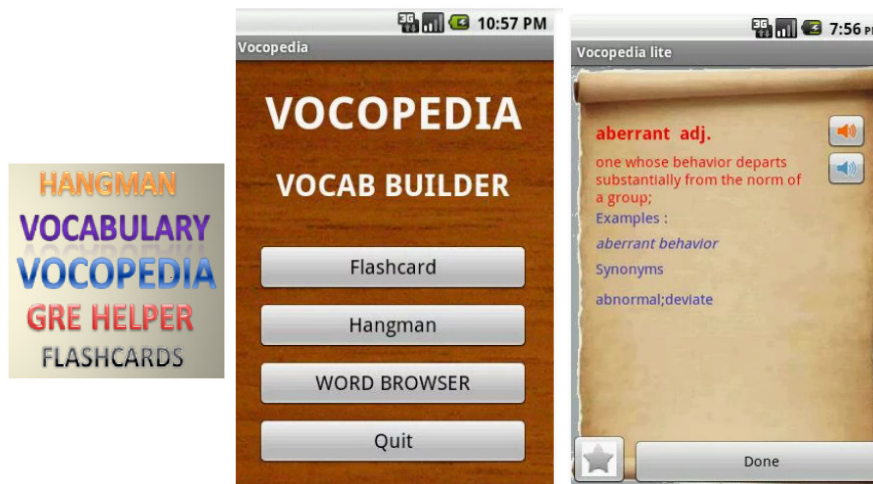 HANGMAN
VOCABULARY
VOCOPEDIA
GRE HELPER
FLASHCARDS
3G 10:57 PM
Vocopedia
VOCOPEDIA
VOCAB BUILDER
Flashcard
Hangman
WORD BROWSER
Quit
3G 7:56 PM
Vocopedia lite
aberrant adj.
one whose behavior departs
substantially from the norm of
a group;
Examples :
aberrant behavior
Synonyms
abnormal;deviate
Done